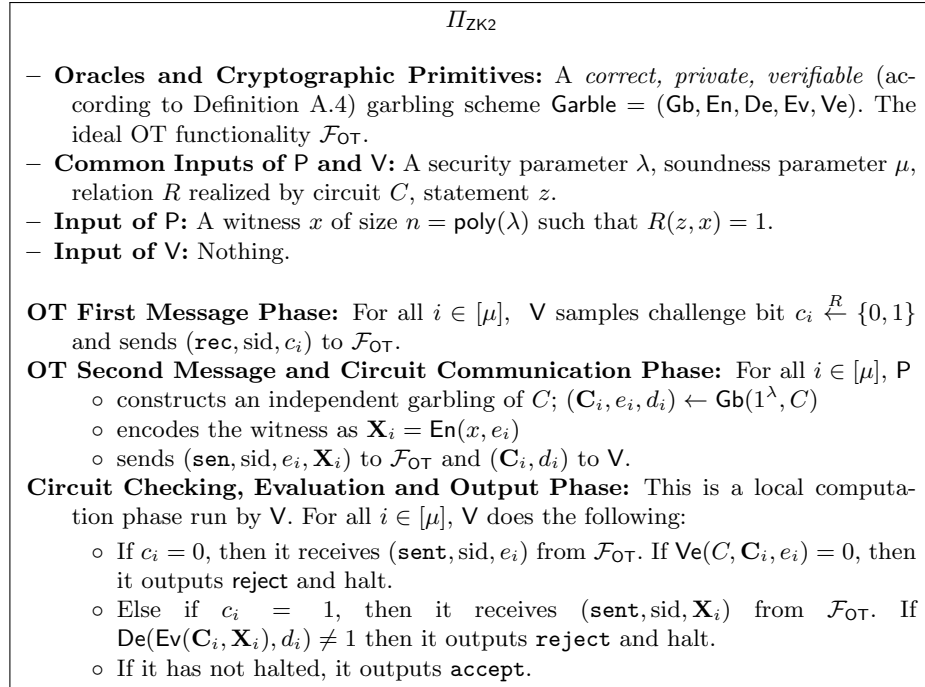 Π_ZK2
– Oracles and Cryptographic Primitives: A correct, private, verifiable (ac-
cording to Definition A.4) garbling scheme Garble = (Gb, En, De, Ev, Ve). The
ideal OT functionality F_OT.
– Common Inputs of P and V: A security parameter λ, soundness parameter μ,
relation R realized by circuit C, statement z.
– Input of P: A witness x of size n = poly(λ) such that R(z, x) = 1.
– Input of V: Nothing.
OT First Message Phase: For all i ∈ [μ], V samples challenge bit c_i ←^R {0, 1}
and sends (rec, sid, c_i) to F_OT.
OT Second Message and Circuit Communication Phase: For all i ∈ [μ], P
◦ constructs an independent garbling of C; (C_i, e_i, d_i) ← Gb(1^λ, C)
◦ encodes the witness as X_i = En(x, e_i)
◦ sends (sen, sid, e_i, X_i) to F_OT and (C_i, d_i) to V.
Circuit Checking, Evaluation and Output Phase: This is a local computa-
tion phase run by V. For all i ∈ [μ], V does the following:
◦ If c_i = 0, then it receives (sent, sid, e_i) from F_OT. If Ve(C, C_i, e_i) = 0, then
it outputs reject and halt.
◦ Else if c_i = 1, then it receives (sent, sid, X_i) from F_OT. If
De(Ev(C_i, X_i), d_i) ≠ 1 then it outputs reject and halt.
◦ If it has not halted, it outputs accept.